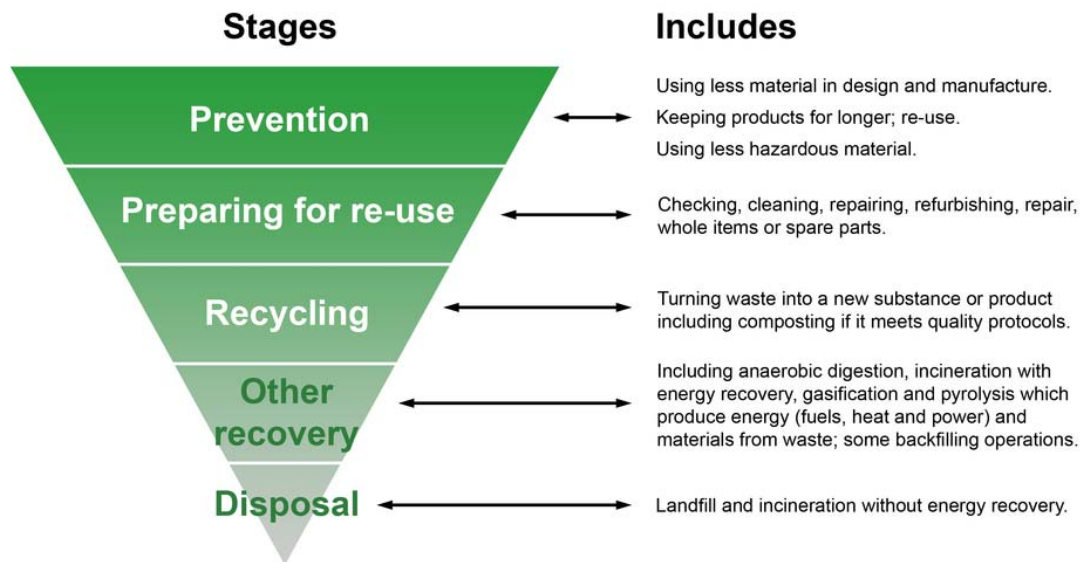 Stages
Includes
Prevention
Using less material in design and manufacture.
Keeping products for longer; re-use.
Using less hazardous material.
Preparing for re-use
Checking, cleaning, repairing, refurbishing, repair,
whole items or spare parts.
Recycling
Turning waste into a new substance or product
including composting if it meets quality protocols.
Other
recovery
Including anaerobic digestion, incineration with
energy recovery, gasification and pyrolysis which
produce energy (fuels, heat and power) and
materials from waste; some backfilling operations.
Disposal
Landfill and incineration without energy recovery.